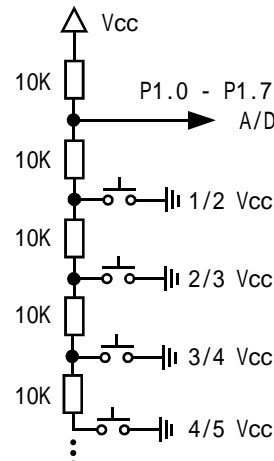 Vcc
10K
P1.0 - P1.7
A/D
10K
1/2 Vcc
10K
2/3 Vcc
10K
3/4 Vcc
10K
4/5 Vcc